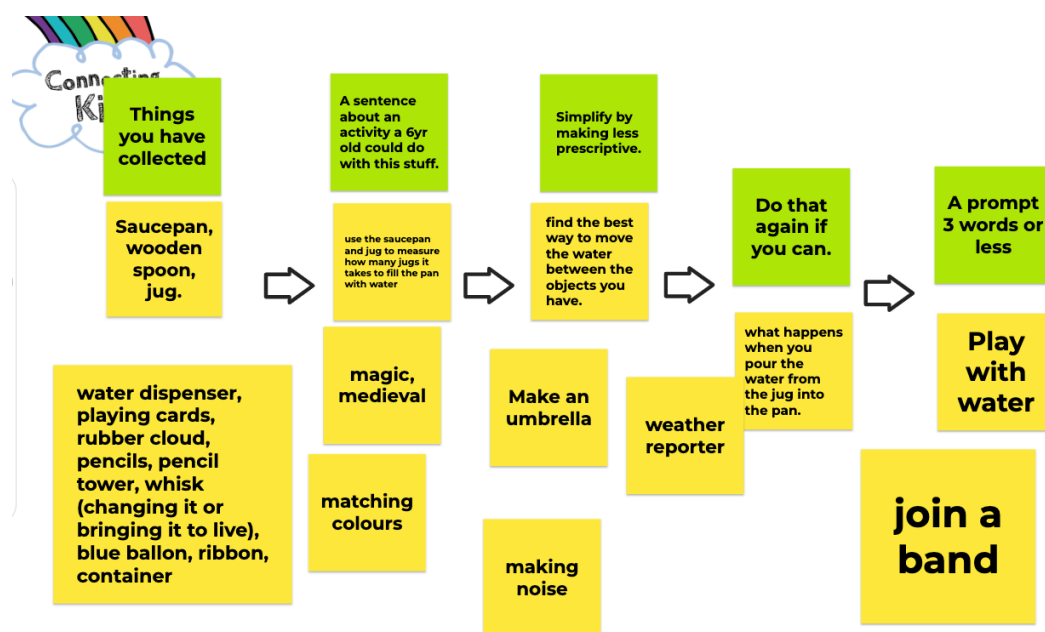 Connecting
Ki
Things
you have
collected
A sentence
about an
activity a 6yr
old could do
with this stuff.
Simplify by
making less
prescriptive.
Do that
again if
you can.
A prompt
3 words or
less
Saucepan,
wooden
spoon,
jug.
use the saucepan
and jug to measure
how many jugs it
takes to fill the pan
with water
find the best
way to move
the water
between the
objects you
have.
what happens
when you
pour the
water from
the jug into
the pan.
Play
with
water
water dispenser,
playing cards,
rubber cloud,
pencils, pencil
tower, whisk
(changing it or
bringing it to live),
blue ballon, ribbon,
container
magic,
medieval
matching
colours
Make an
umbrella
making
noise
weather
reporter
join a
band